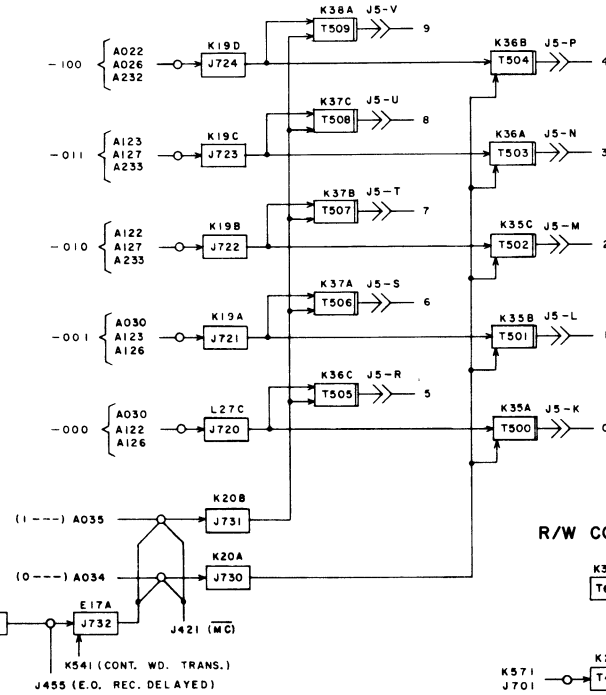 K38A J5-V
T509 9
K19D
-100 A022 A026 A232 J724
K36B J5-P
T504 4
K37C J5-U
T508 8
K19C
-011 A123 A127 A233 J723
K36A J5-N
T503 3
K37B J5-T
T507 7
K19B
-010 A122 A127 A233 J722
K35C J5-M
T502 2
K37A J5-S
T506 6
K19A
-001 A030 A123 A126 J721
K35B J5-L
T501
K36C J5-R
T505 5
L27C
-000 A030 A122 A126 J720
K35A J5-K
T500 0
K20B
(1---) A035 J731
K20A
(0---) A034 J730
E17A
J732
J421 (MC)
K541 (CONT. WD. TRANS.)
J455 (E.O. REC. DELAYED)
R/W CO
K3
K571
J701
K2